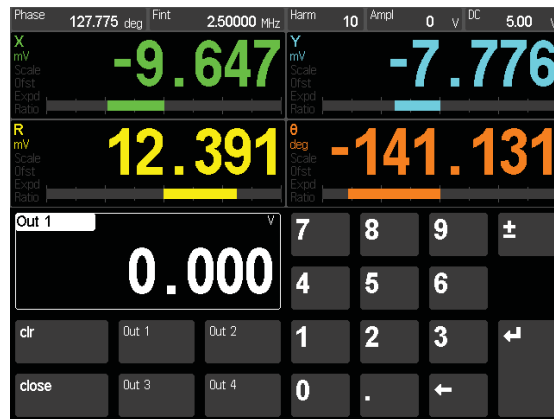 Phase 127.775 deg Fint 2.50000 MHz Harm 10 Ampl 0 V DC 5.00 V
X Y
mV -9.647 mV -7.776
Scale Scale
Ofst Ofst
Expd Expd
Ratio Ratio
R θ
mV 12.391 deg -141.131
Scale Scale
Ofst Ofst
Expd Expd
Ratio Ratio
Out 1 V 7 8 9 ±
0.000 4 5 6
clr Out 1 Out 2 1 2 3 ↵
close Out 3 Out 4 0 . ←